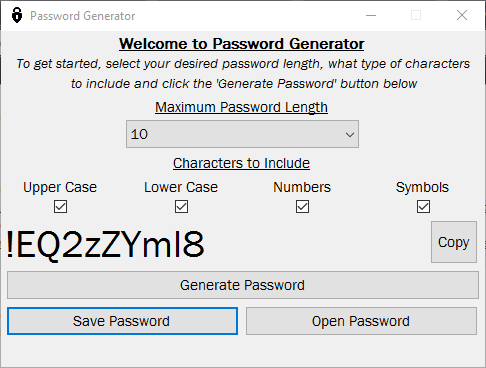 Password Generator
Welcome to Password Generator
To get started, select your desired password length, what type of characters
to include and click the 'Generate Password' button below
Maximum Password Length
10
Characters to Include
Upper Case Lower Case Numbers Symbols
!EQ2zZYmI8 Copy
Generate Password
Save Password Open Password